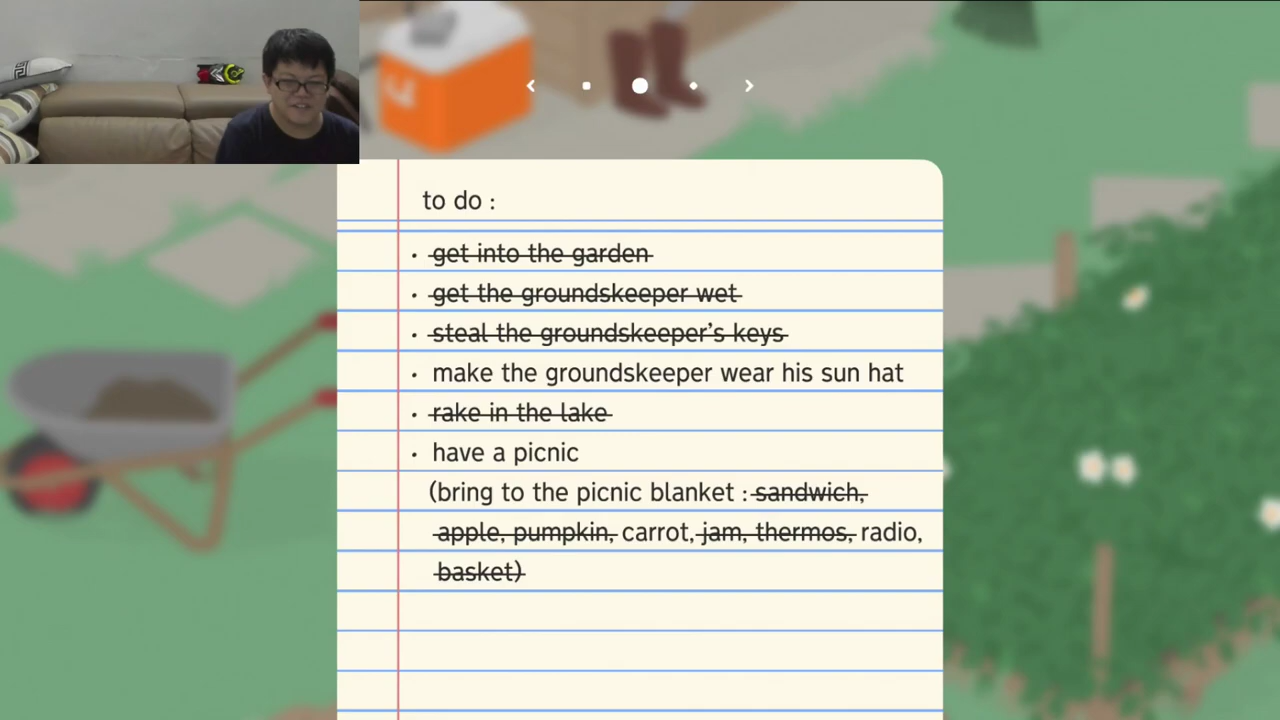 to do :
• get into the garden
• get the groundskeeper wet
• steal the groundskeeper's keys
• make the groundskeeper wear his sun hat
• rake in the lake
• have a picnic
(bring to the picnic blanket : sandwich,
apple, pumpkin, carrot, jam, thermos, radio,
basket)